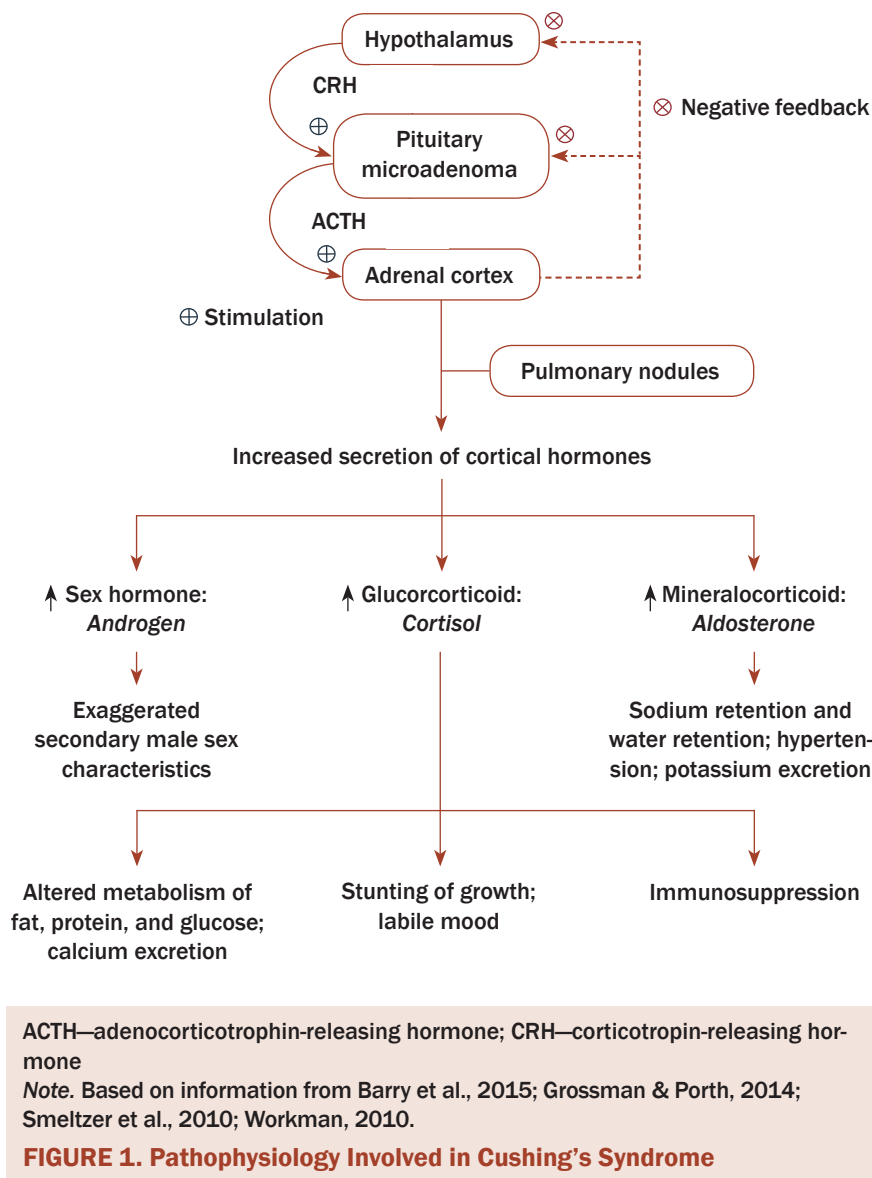 Hypothalamus
CRH
⊗ Negative feedback
Pituitary
microadenoma
ACTH
Adrenal cortex
⊕ Stimulation
Pulmonary nodules
Increased secretion of cortical hormones
Sex hormone:
Androgen
Glucorcorticoid:
Cortisol
Mineralocorticoid:
Aldosterone
Exaggerated
secondary male sex
characteristics
Sodium retention and
water retention; hyperten-
sion; potassium excretion
Altered metabolism of
fat, protein, and glucose;
calcium excretion
Stunting of growth;
labile mood
Immunosuppression
ACTH—adenocorticotrophin-releasing hormone; CRH—corticotropin-releasing hor-
mone
Note. Based on information from Barry et al., 2015; Grossman & Porth, 2014;
Smeltzer et al., 2010; Workman, 2010.
FIGURE 1. Pathophysiology Involved in Cushing's Syndrome